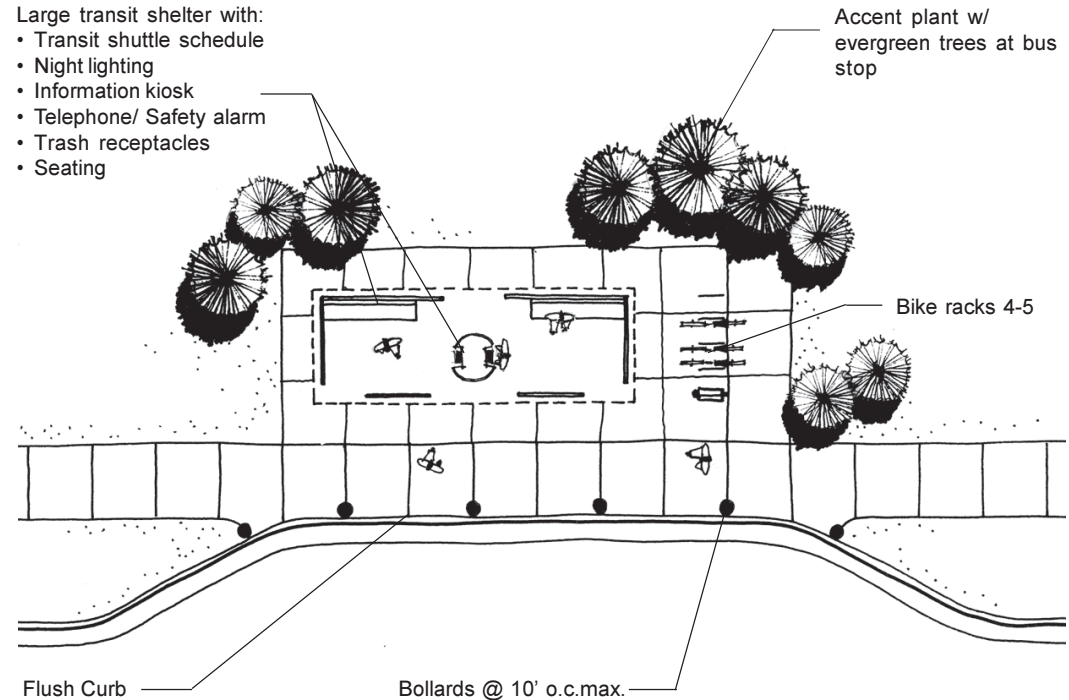 Large transit shelter with:
• Transit shuttle schedule
• Night lighting
• Information kiosk
• Telephone/ Safety alarm
• Trash receptacles
• Seating
Accent plant w/
evergreen trees at bus
stop
Bike racks 4-5
Flush Curb
Bollards @ 10’ o.c.max.